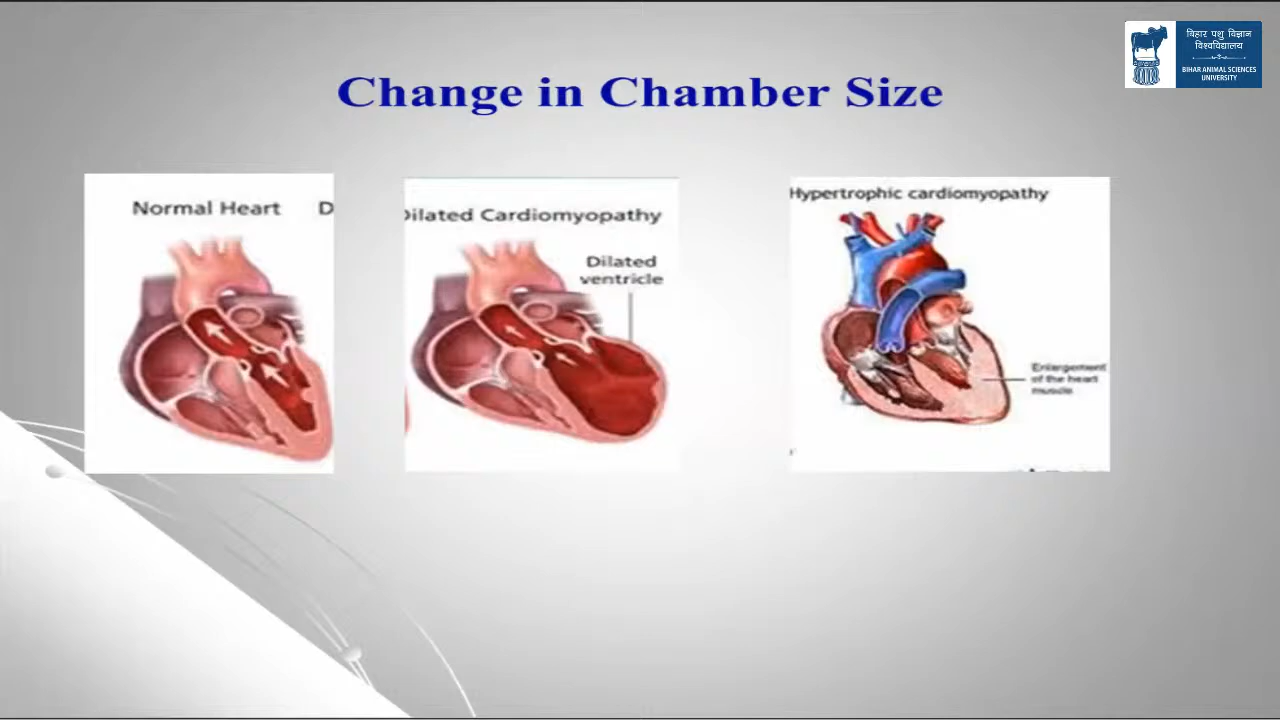 बिहार पशु विज्ञान
विश्वविद्यालय
BIHAR ANIMAL SCIENCES
UNIVERSITY
Change in Chamber Size
Normal Heart D
Dilated Cardiomyopathy
Dilated
ventricle
Hypertrophic cardiomyopathy
Enlargement
of the heart
muscle